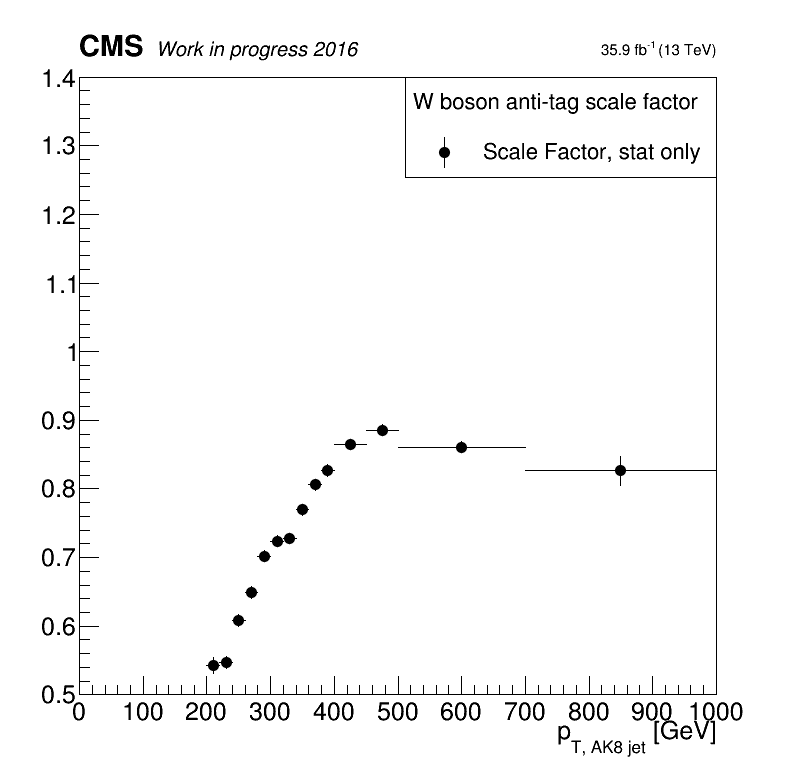 CMS Work in progress 2016 35.9 fb⁻¹ (13 TeV)
W boson anti-tag scale factor
Scale Factor, stat only
1.4
1.3
1.2
1.1
1
0.9
0.8
0.7
0.6
0.5
0 100 200 300 400 500 600 700 800 900 1000
p T, AK8 jet [GeV]